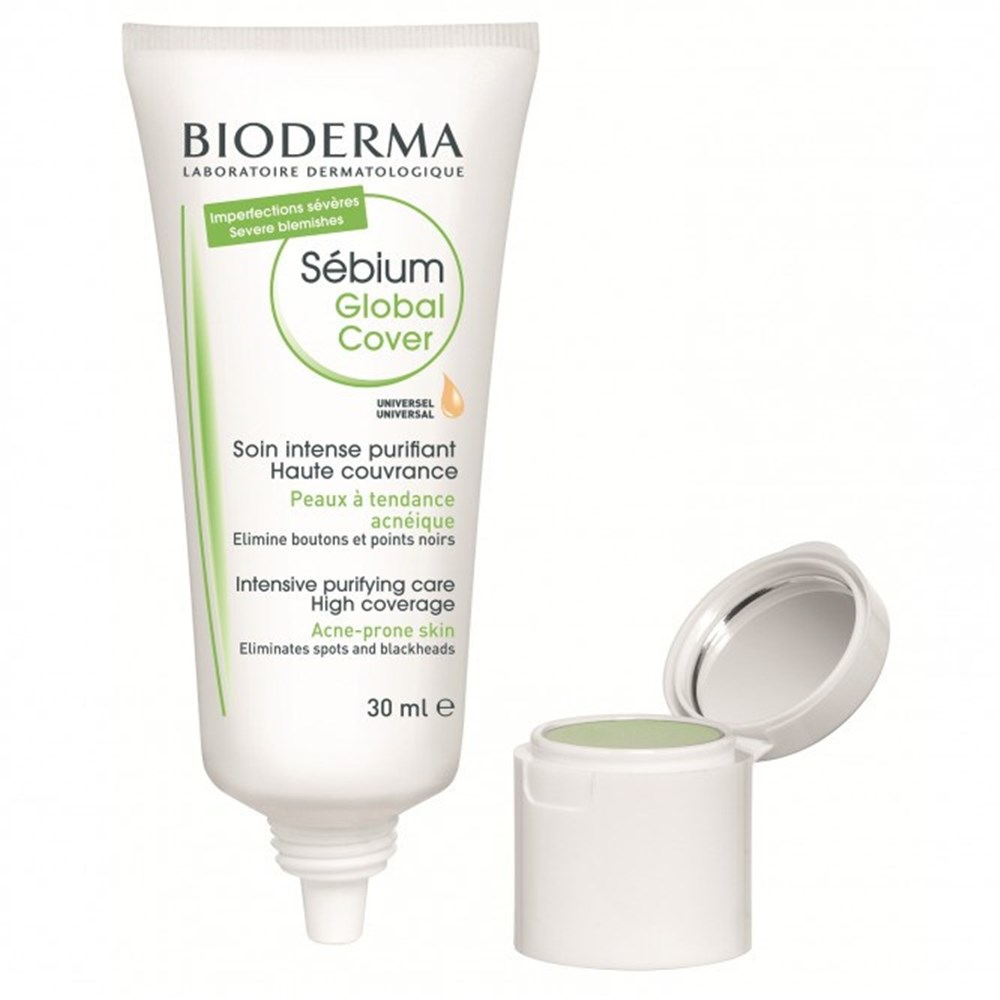 BIODERMA
LABORATOIRE DERMATOLOGIQUE
Imperfections sévères
Severe blemishes
Sébium
Global
Cover
UNIVERSEL
UNIVERSAL
Soin intense purifiant
Haute couvrance
Peaux à tendance
acnéique
Elimine boutons et points noirs
Intensive purifying care
High coverage
Acne-prone skin
Eliminates spots and blackheads
30 ml ℮